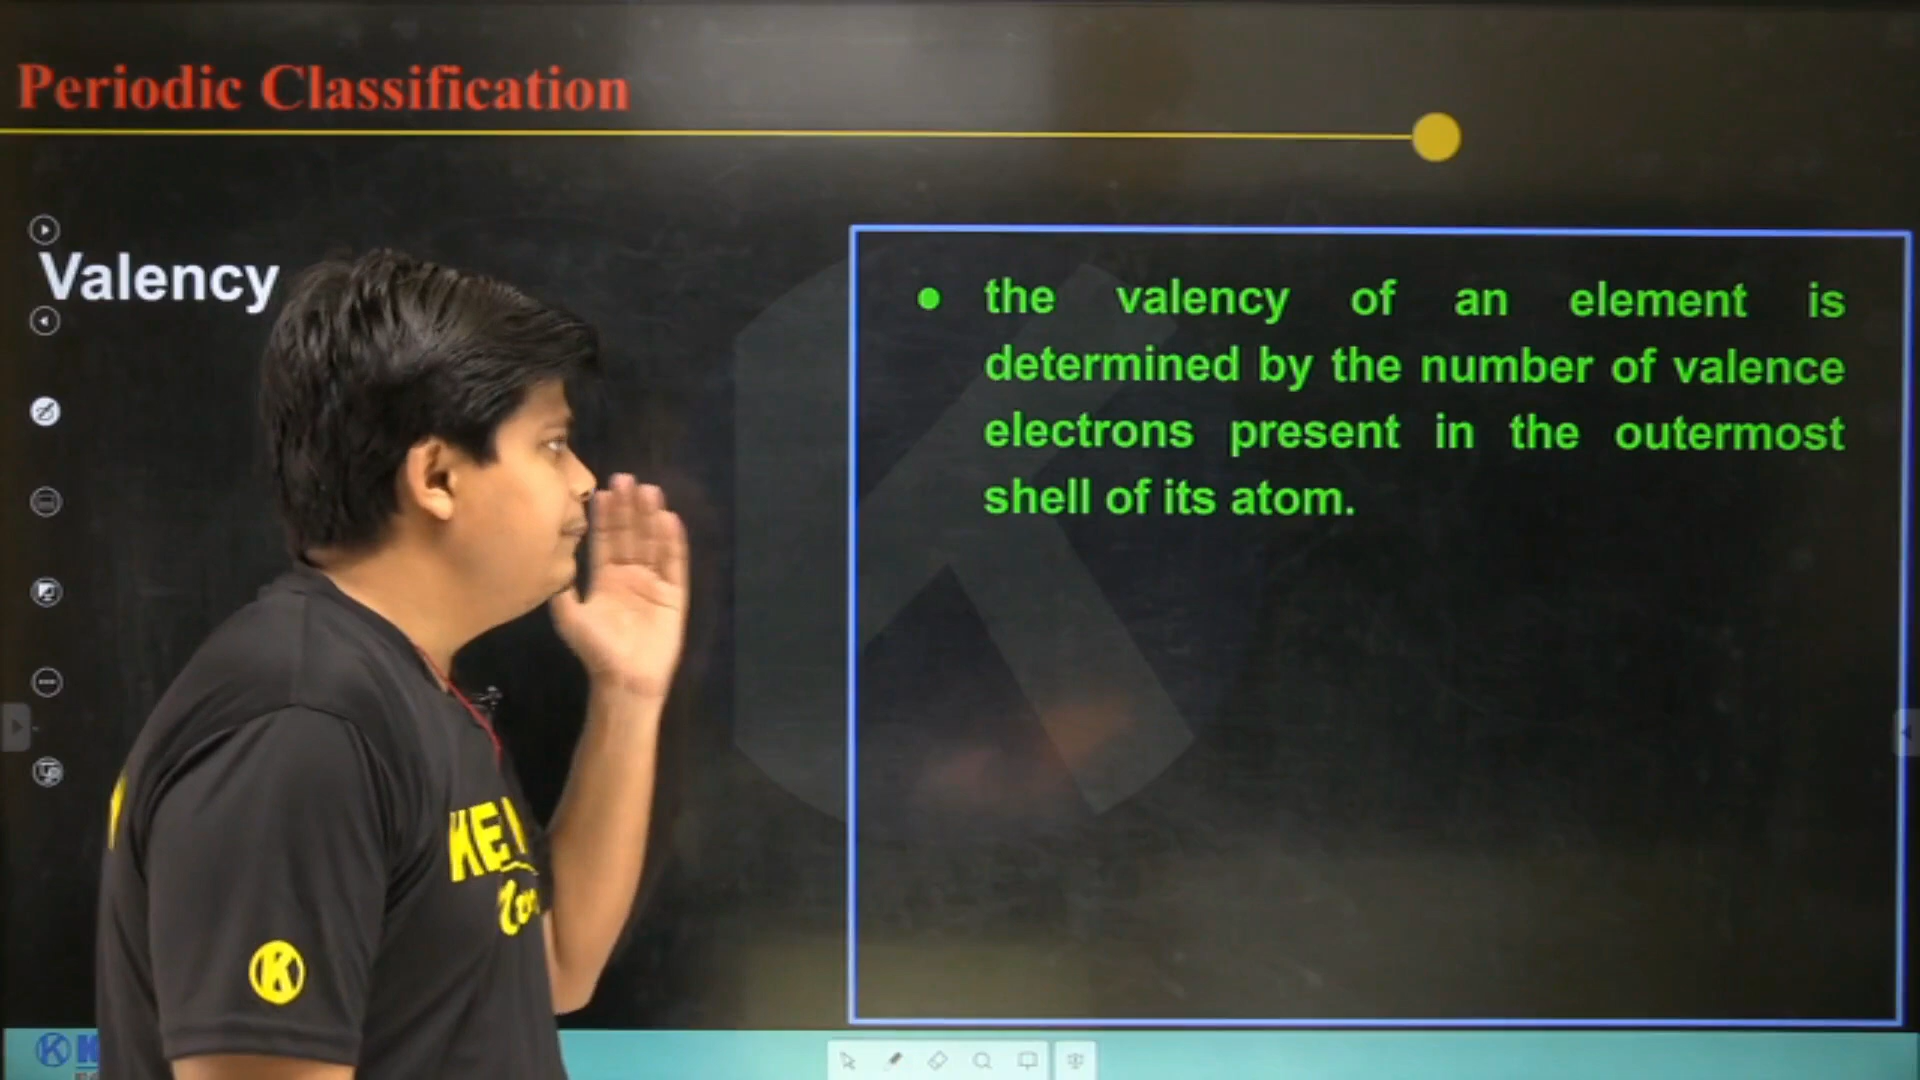 Periodic Classification
Valency
the valency of an element is
determined by the number of valence
electrons present in the outermost
shell of its atom.
K